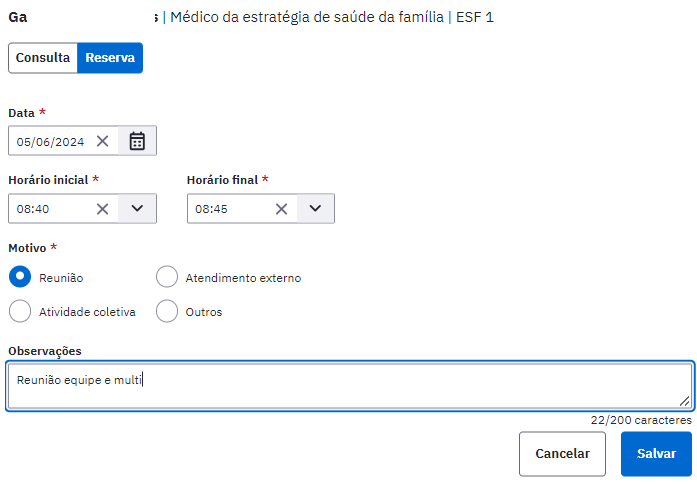 Ga | Médico da estratégia de saúde da família | ESF 1
Consulta Reserva
Data *
05/06/2024
Horário inicial * Horário final *
08:40 08:45
Motivo *
Reunião Atendimento externo
Atividade coletiva Outros
Observações
Reunião equipe e multi
22/200 caracteres
Cancelar Salvar